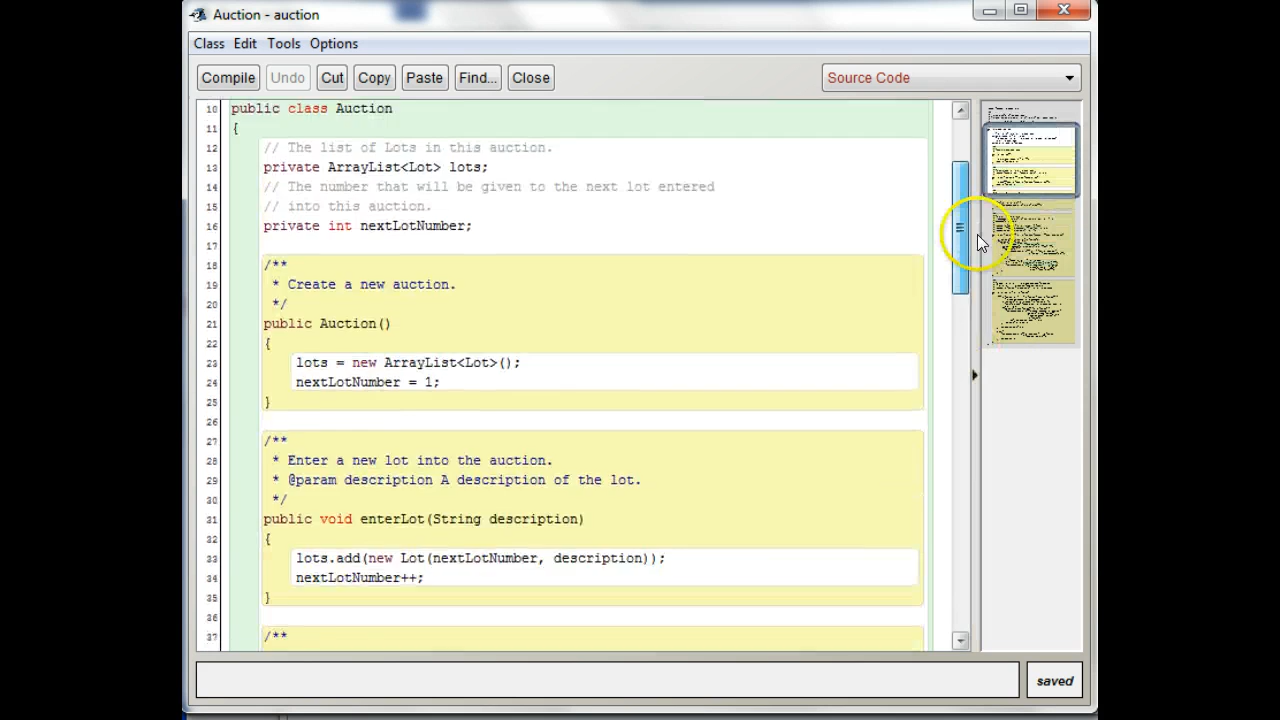 Auction - auction
Class Edit Tools Options
Compile Undo Cut Copy Paste Find... Close Source Code
10 public class Auction
11 {
12 // The list of Lots in this auction.
13 private ArrayList<Lot> lots;
14 // The number that will be given to the next lot entered
15 // into this auction.
16 private int nextLotNumber;
17
18 /**
19 * Create a new auction.
20 */
21 public Auction()
22 {
23 lots = new ArrayList<Lot>();
24 nextLotNumber = 1;
25 }
26
27 /**
28 * Enter a new lot into the auction.
29 * @param description A description of the lot.
30 */
31 public void enterLot(String description)
32 {
33 lots.add(new Lot(nextLotNumber, description));
34 nextLotNumber++;
35 }
36
37 /**
saved